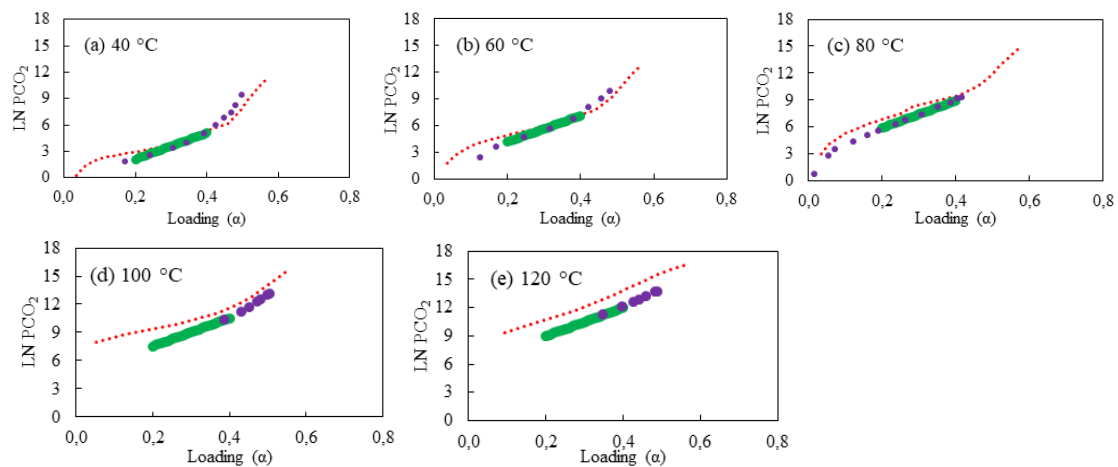 18
15
12
9
6
3
0
LN PCO₂
(a) 40 °C
0,0 0,2 0,4 0,6 0,8
Loading (α)
18
15
12
9
6
3
0
LN PCO₂
(b) 60 °C
0,0 0,2 0,4 0,6 0,8
Loading (α)
18
15
12
9
6
3
0
LN PCO₂
(c) 80 °C
0,0 0,2 0,4 0,6 0,8
Loading (α)
18
15
12
9
6
3
0
LN PCO₂
(d) 100 °C
0,0 0,2 0,4 0,6 0,8
Loading (α)
18
15
12
9
6
3
0
LN PCO₂
(e) 120 °C
0,0 0,2 0,4 0,6 0,8
Loading (α)